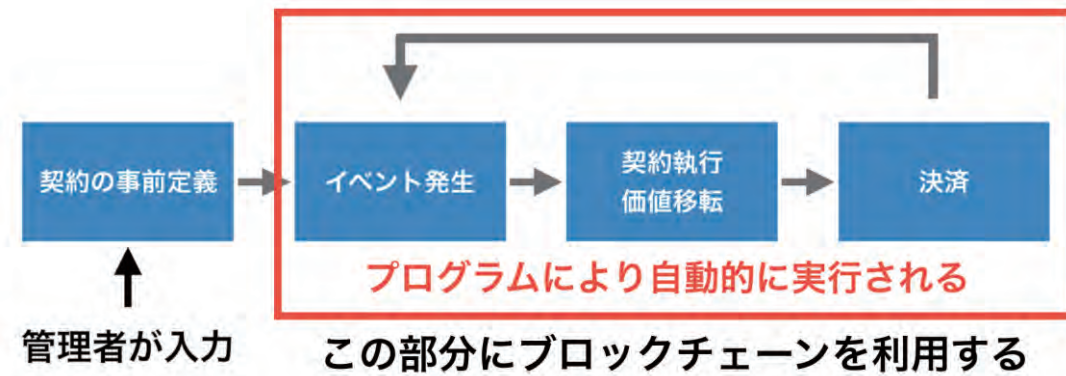 契約の事前定義
イベント発生
契約執行
価値移転
決済
プログラムにより自動的に実行される
管理者が入力
この部分にブロックチェーンを利用する